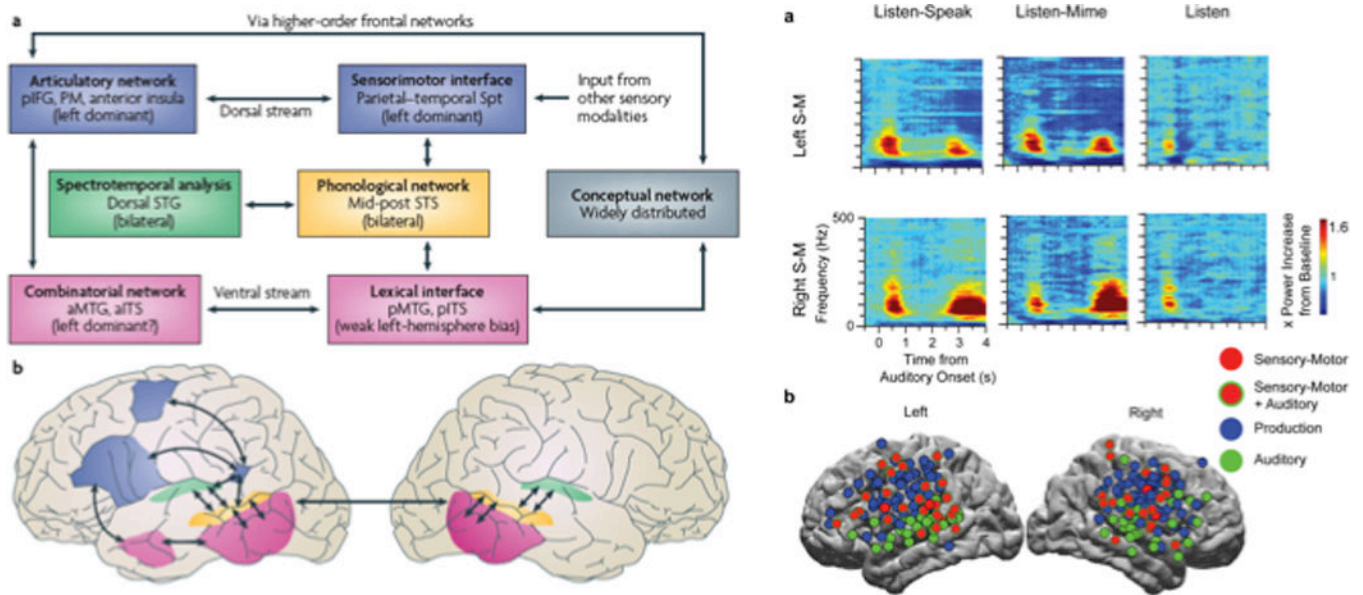 a
Via higher-order frontal networks
Articulatory network
pIFG, PM, anterior insula
(left dominant)
Dorsal stream
Sensorimotor interface
Parietal–temporal Spt
(left dominant)
Input from
other sensory
modalities
Spectrotemporal analysis
Dorsal STG
(bilateral)
Phonological network
Mid-post STS
(bilateral)
Conceptual network
Widely distributed
Combinatorial network
aMTG, aITS
(left dominant?)
Ventral stream
Lexical interface
pMTG, pITS
(weak left-hemisphere bias)
b
a
Listen-Speak
Listen-Mime
Listen
Left S-M
Right S-M
Frequency (Hz)
500
0
0 1 2 3 4
Time from
Auditory Onset (s)
1.6
1
x Power Increase
from Baseline
b
Left
Right
Sensory-Motor
Sensory-Motor
+ Auditory
Production
Auditory